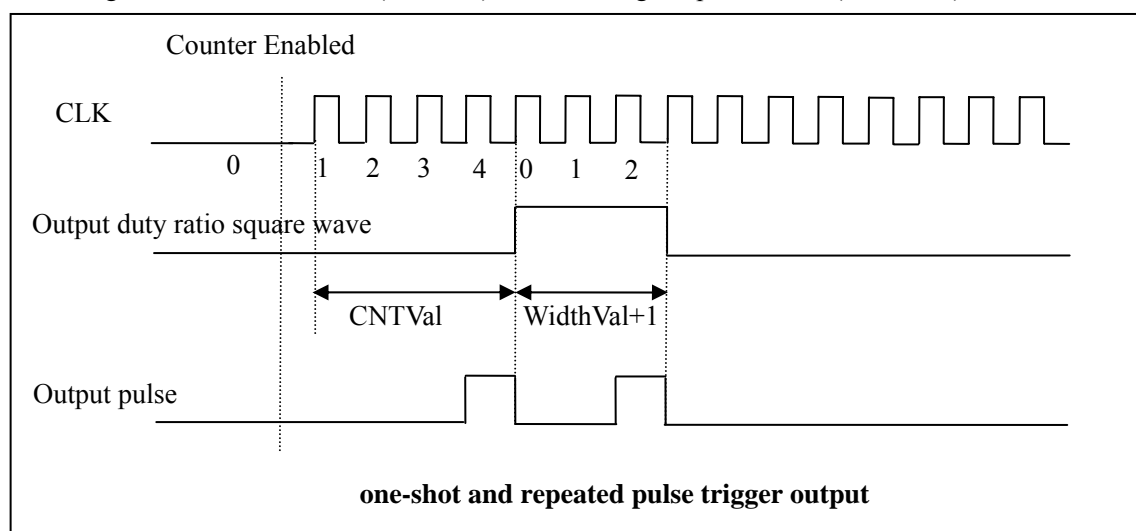 Counter Enabled
CLK
0 1 2 3 4 0 1 2
Output duty ratio square wave
CNTVal WidthVal+1
Output pulse
one-shot and repeated pulse trigger output